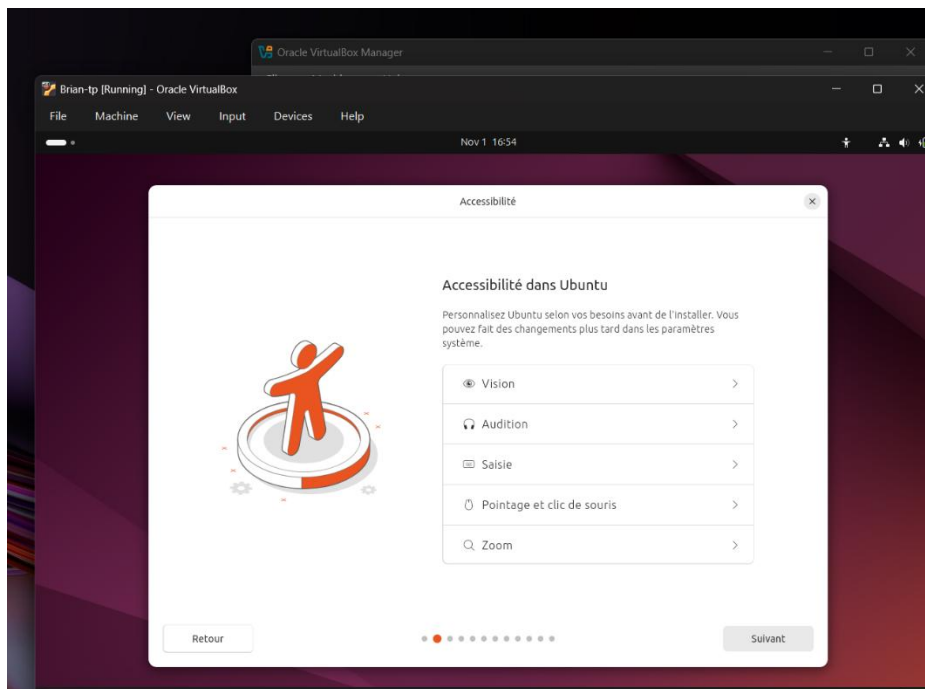 Oracle VirtualBox Manager
Brian-tp [Running] - Oracle VirtualBox
File Machine View Input Devices Help
Nov 1 16:54
Accessibilité
Accessibilité dans Ubuntu
Personnalisez Ubuntu selon vos besoins avant de l'installer. Vous
pouvez fait des changements plus tard dans les paramètres
système.
Vision
Audition
Saisie
Pointage et clic de souris
Zoom
Retour
Suivant